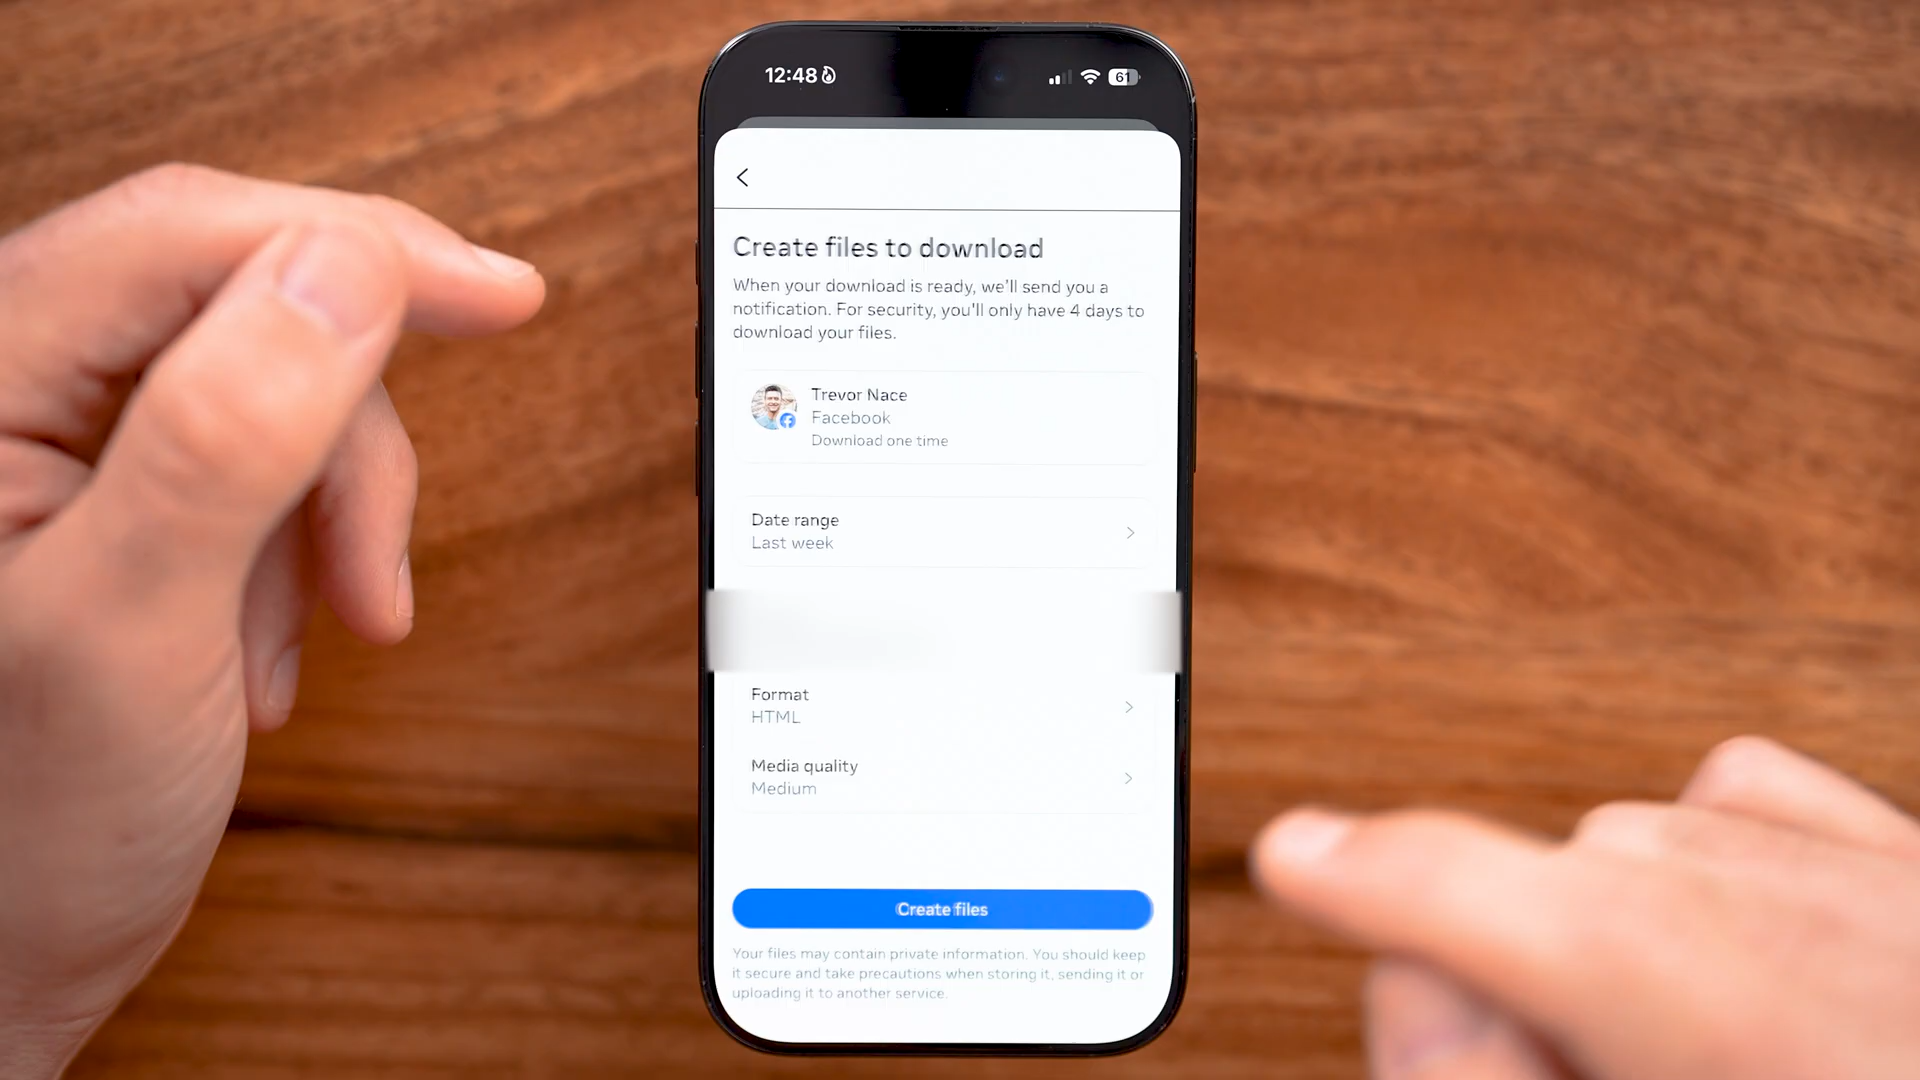 12:48
61
Create files to download
When your download is ready, we'll send you a
notification. For security, you'll only have 4 days to
download your files.
Trevor Nace
Facebook
Download one time
Date range
Last week
Format
HTML
Media quality
Medium
Create files
Your files may contain private information. You should keep
it secure and take precautions when storing it, sending it or
uploading it to another service.